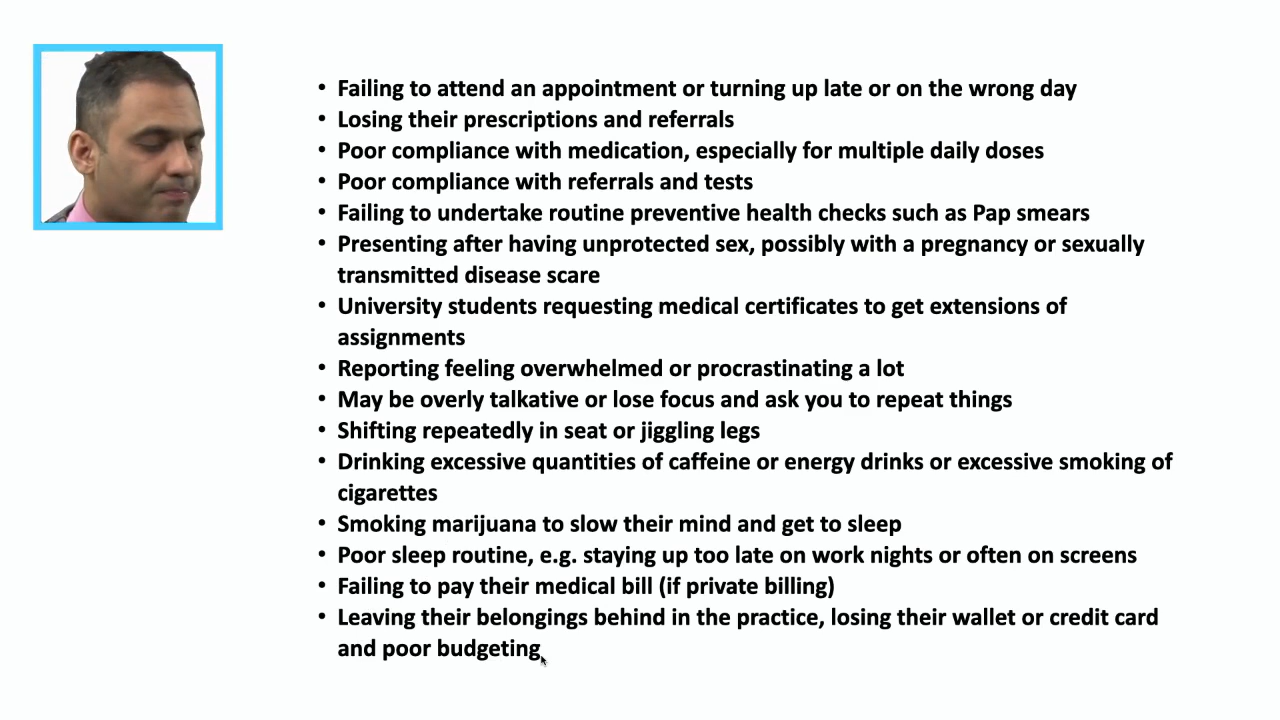 • Failing to attend an appointment or turning up late or on the wrong day
• Losing their prescriptions and referrals
• Poor compliance with medication, especially for multiple daily doses
• Poor compliance with referrals and tests
• Failing to undertake routine preventive health checks such as Pap smears
• Presenting after having unprotected sex, possibly with a pregnancy or sexually
transmitted disease scare
• University students requesting medical certificates to get extensions of
assignments
• Reporting feeling overwhelmed or procrastinating a lot
• May be overly talkative or lose focus and ask you to repeat things
• Shifting repeatedly in seat or jiggling legs
• Drinking excessive quantities of caffeine or energy drinks or excessive smoking of
cigarettes
• Smoking marijuana to slow their mind and get to sleep
• Poor sleep routine, e.g. staying up too late on work nights or often on screens
• Failing to pay their medical bill (if private billing)
• Leaving their belongings behind in the practice, losing their wallet or credit card
and poor budgeting